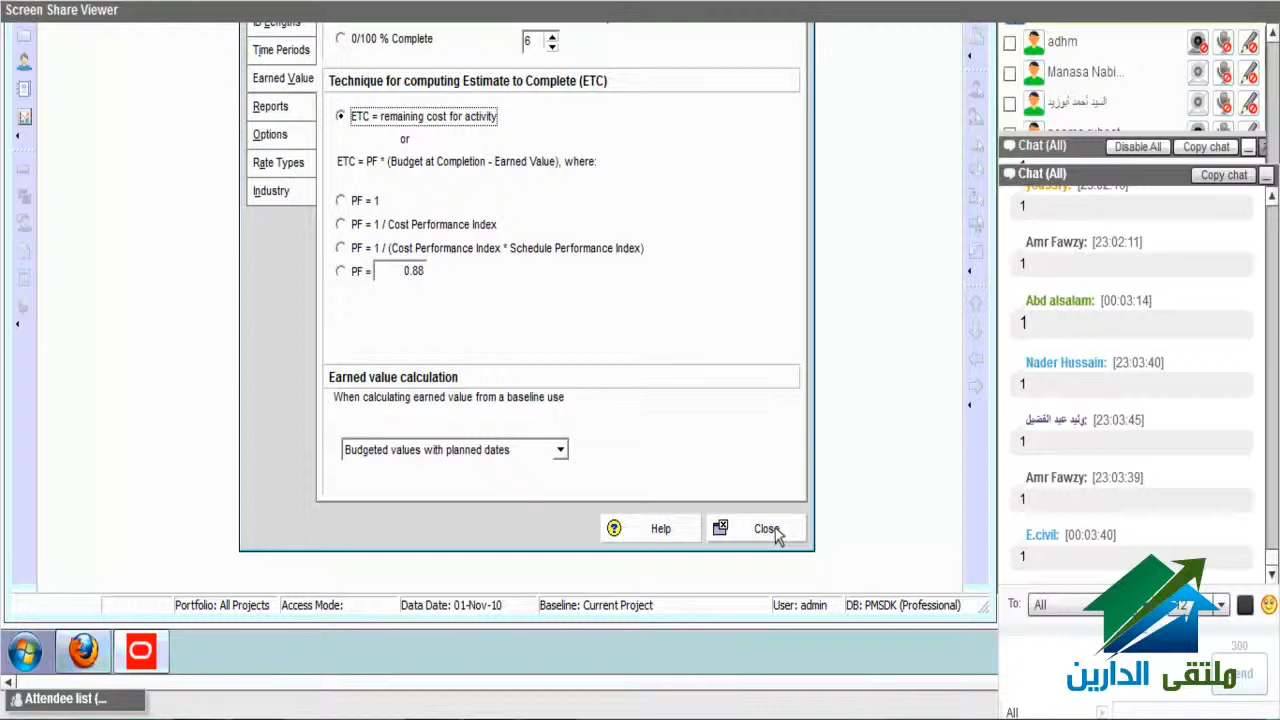 Screen Share Viewer
ID Lengths
Time Periods
Earned Value
Reports
Options
Rate Types
Industry
0/100 % Complete
6
Technique for computing Estimate to Complete (ETC)
ETC = remaining cost for activity
or
ETC = PF * (Budget at Completion - Earned Value), where:
PF = 1
PF = 1 / Cost Performance Index
PF = 1 / (Cost Performance Index * Schedule Performance Index)
PF = 0.88
Earned value calculation
When calculating earned value from a baseline use
Budgeted values with planned dates
Help
Close
Portfolio: All Projects
Access Mode:
Data Date: 01-Nov-10
Baseline: Current Project
User: admin
DB: PMSDK (Professional)
Attendee list (...
adhm
Manasa Nabi...
السيد أحمد أبوزيد
Chat (All)
Disable All
Copy chat
Chat (All)
Copy chat
1
Amr Fawzy: [23:02:11]
1
Abd alsalam: [00:03:14]
1
Nader Hussain: [23:03:40]
1
وليد عبد الفضيل: [23:03:45]
1
Amr Fawzy: [23:03:39]
1
E.civil: [00:03:40]
1
To:
All
12
300
ملتقى الدارين
All